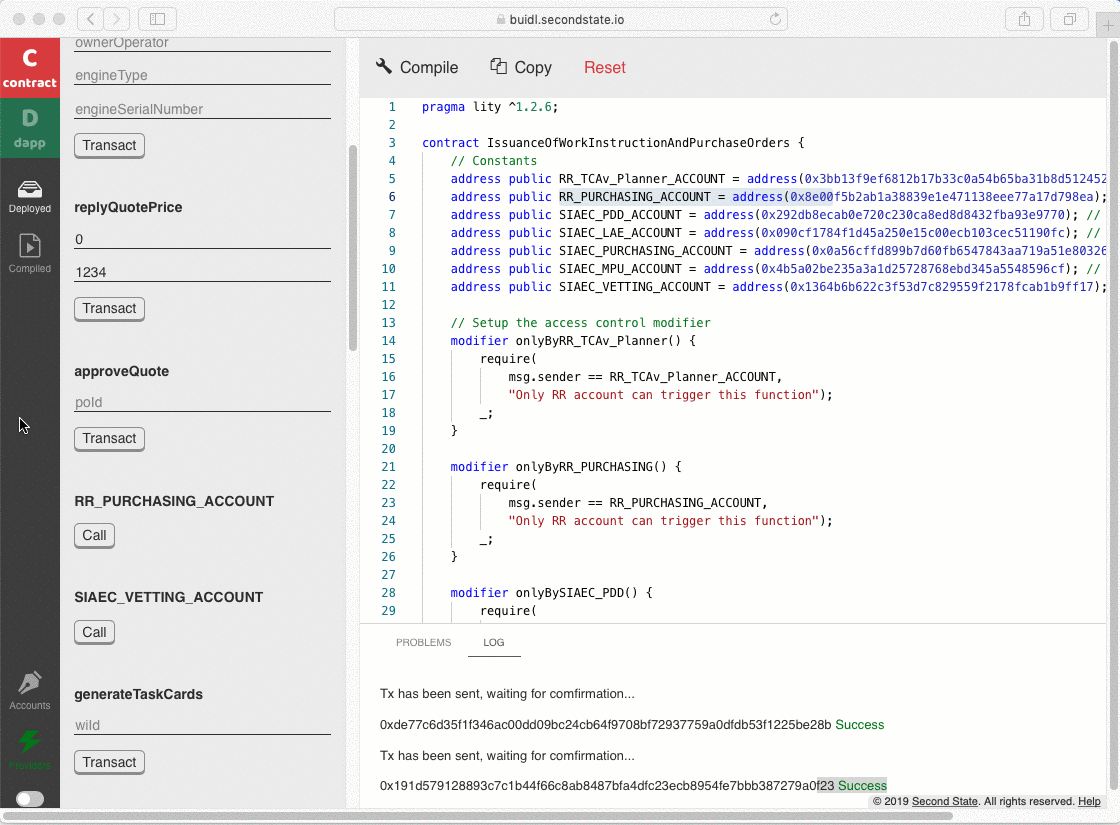 buidl.secondstate.io
C
contract
D
dapp
Deployed
Compiled
Accounts
Providers
ownerOperator
engineType
engineSerialNumber
Transact
replyQuotePrice
0
1234
Transact
approveQuote
poId
Transact
RR_PURCHASING_ACCOUNT
Call
SIAEC_VETTING_ACCOUNT
Call
generateTaskCards
wild
Transact
Compile Copy Reset
1 pragma lity ^1.2.6;
2
3 contract IssuanceOfWorkInstructionAndPurchaseOrders {
4 // Constants
5 address public RR_TCAv_Planner_ACCOUNT = address(0x3bb13f9ef6812b17b33c0a54b65ba31b8d512452
6 address public RR_PURCHASING_ACCOUNT = address(0x8e00f5b2ab1a38839e1e471138eee77a17d798ea);
7 address public SIAEC_PDD_ACCOUNT = address(0x292db8ecab0e720c230ca8ed8d8432fba93e9770); //
8 address public SIAEC_LAE_ACCOUNT = address(0x090cf1784f1d45a250e15c00ecb103cec51190fc); //
9 address public SIAEC_PURCHASING_ACCOUNT = address(0x0a56cffd899b7d60fb6547843aa719a51e80326
10 address public SIAEC_MPU_ACCOUNT = address(0x4b5a02be235a3a1d25728768ebd345a5548596cf); //
11 address public SIAEC_VETTING_ACCOUNT = address(0x1364b6b622c3f53d7c829559f2178fcab1b9ff17);
12
13 // Setup the access control modifier
14 modifier onlyByRR_TCAv_Planner() {
15 require(
16 msg.sender == RR_TCAv_Planner_ACCOUNT,
17 "Only RR account can trigger this function");
18 _;
19 }
20
21 modifier onlyByRR_PURCHASING() {
22 require(
23 msg.sender == RR_PURCHASING_ACCOUNT,
24 "Only RR account can trigger this function");
25 _;
26 }
27
28 modifier onlyBySIAEC_PDD() {
29 require(
PROBLEMS LOG
Tx has been sent, waiting for comfirmation...
0xde77c6d35f1f346ac00dd09bc24cb64f9708bf72937759a0dfdb53f1225be28b Success
Tx has been sent, waiting for comfirmation...
0x191d579128893c7c1b44f66c8ab8487bfa4dfc23ecb8954fe7bbb387279a0f23 Success
© 2019 Second State. All rights reserved. Help